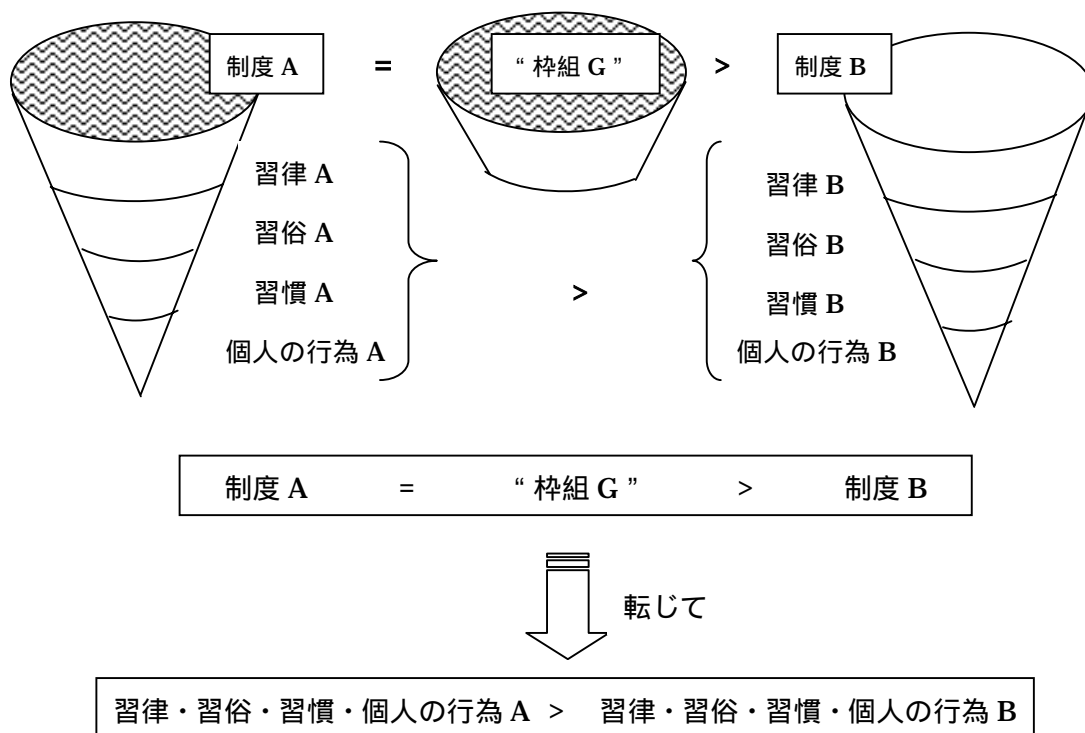 制度 A = “ 枠組 G ” > 制度 B
習律 A
習俗 A
習慣 A
個人の行為 A
>
習律 B
習俗 B
習慣 B
個人の行為 B
制度 A = “ 枠組 G ” > 制度 B
転じて
習律・習俗・習慣・個人の行為 A > 習律・習俗・習慣・個人の行為 B